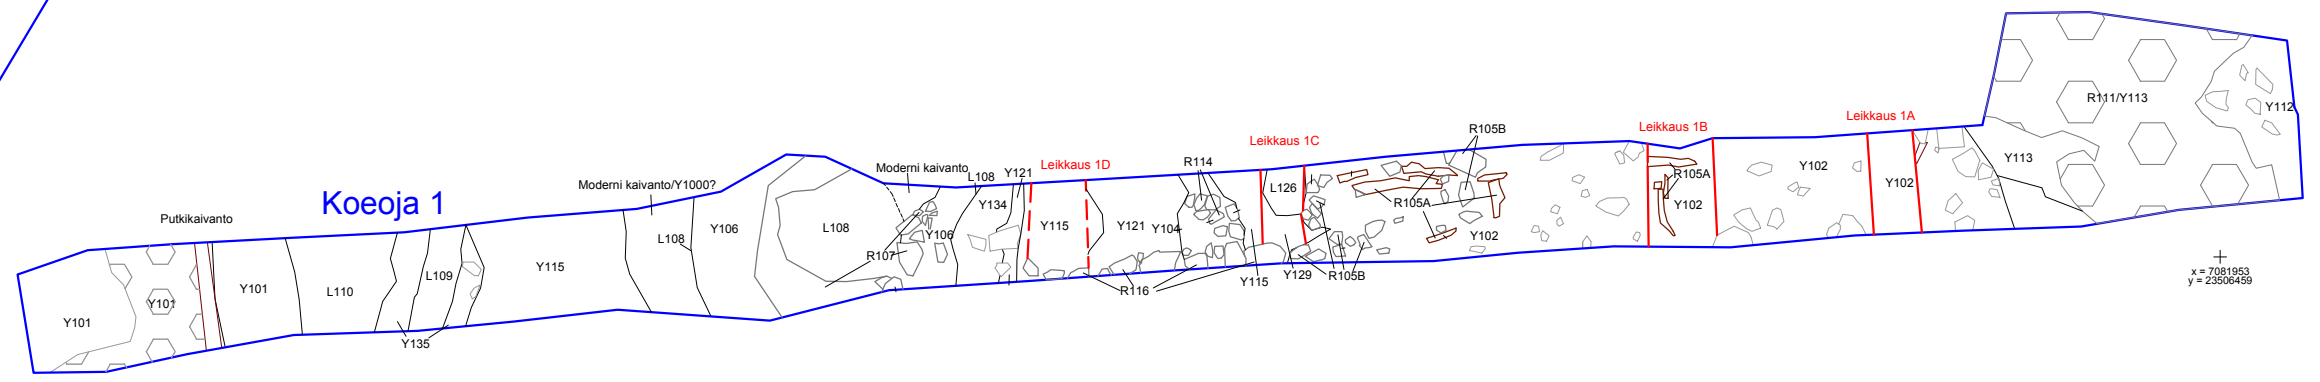 Koeoja 1
Putkikaivanto
Y101
Y101
Y101
L110
Y135
L109
Y115
Moderni kaivanto/Y1000?
L108
Y106
L108
Moderni kaivanto
R107
Y106
L108
Y134
Y121
Leikkaus 1D
Y115
Y121
R116
Y104
R114
Leikkaus 1C
L126
Y115
Y129
R105B
R105A
R105B
Y102
Leikkaus 1B
R105A
Y102
Y102
Leikkaus 1A
Y102
Y113
R111/Y113
Y112
x = 7081953
y = 23506459